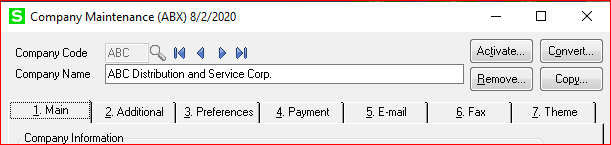 S Company Maintenance (ABX) 8/2/2020
Company Code ABC Activate... Convert...
Company Name ABC Distribution and Service Corp. Remove... Copy...
1. Main 2. Additional 3. Preferences 4. Payment 5. E-mail 6. Fax 7. Theme
Company Information